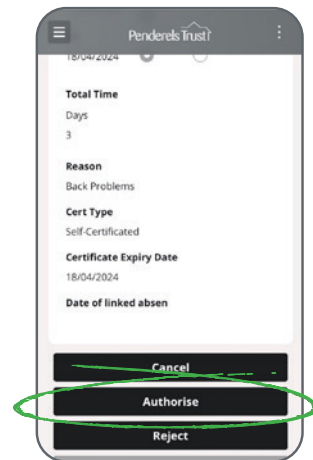 Penderels Trust
18/04/2024
Total Time
Days
3
Reason
Back Problems
Cert Type
Self-Certificated
Certificate Expiry Date
18/04/2024
Date of linked absen
Cancel
Authorise
Reject